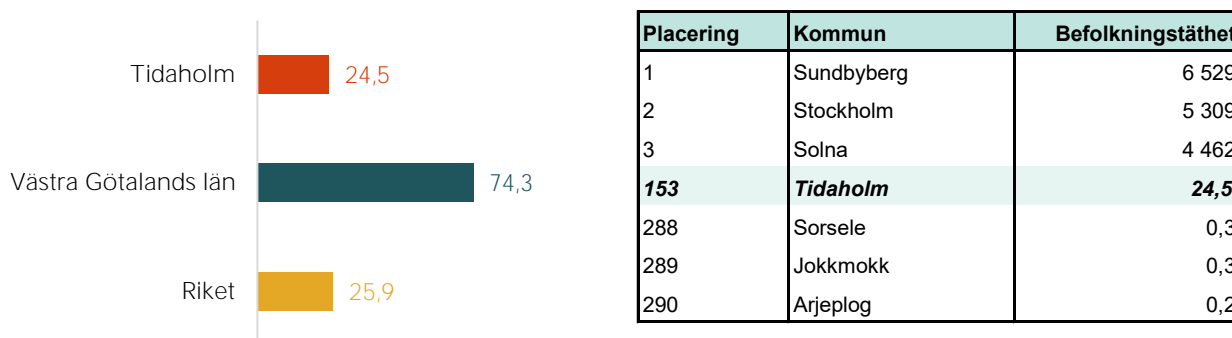 Tidaholm 24,5
Västra Götalands län 74,3
Riket 25,9
Placering Kommun Befolkningstäthet
1 Sundbyberg 6 529
2 Stockholm 5 309
3 Solna 4 462
153 Tidaholm 24,5
288 Sorsele 0,3
289 Jokkmokk 0,3
290 Arjeplog 0,2